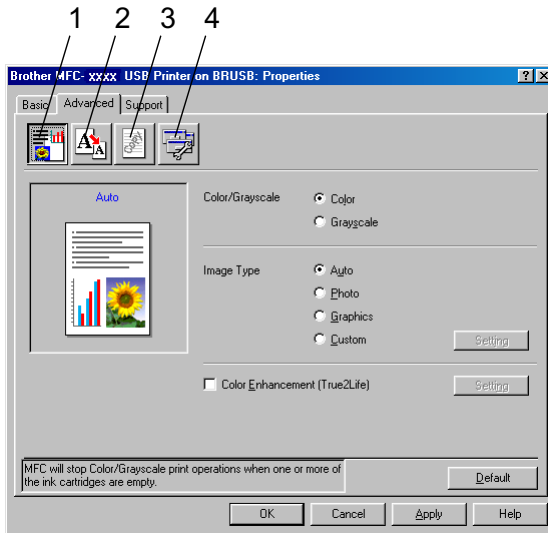 1 2 3 4
Brother MFC- xxxx USB Printer on BRUSB: Properties
Basic Advanced Support
A A Copy
Auto
Color/Grayscale
Color
Grayscale
Image Type
Auto
Photo
Graphics
Custom
Setting
Color Enhancement (True2Life)
Setting
MFC will stop Color/Grayscale print operations when one or more of
the ink cartridges are empty.
Default
OK Cancel Apply Help